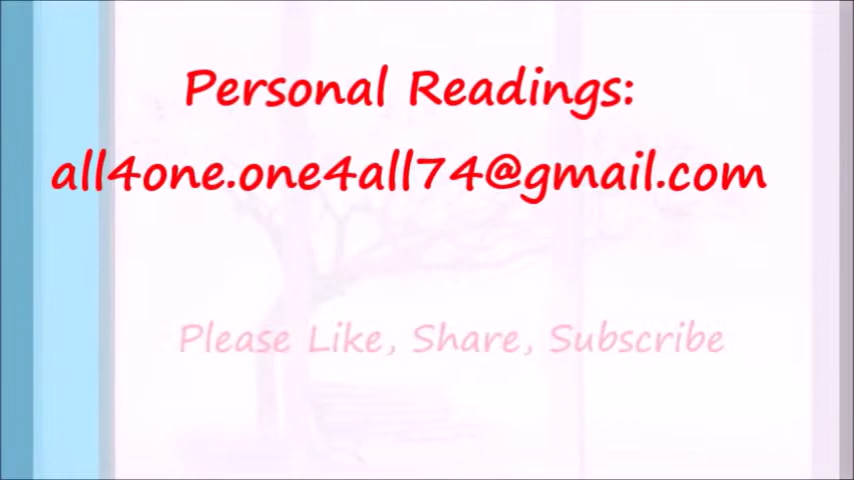 Personal Readings:
all4one.one4all74@gmail.com
Please Like, Share, Subscribe